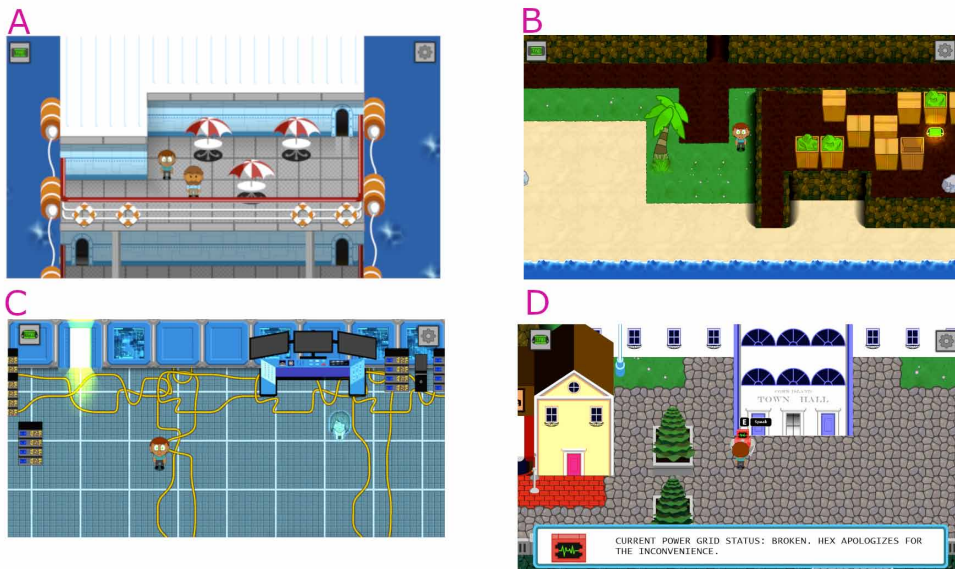 A
B
C
D
TOWN HALL
E Speak
CURRENT POWER GRID STATUS: BROKEN. HEX APOLOGIZES FOR
THE INCONVENIENCE.